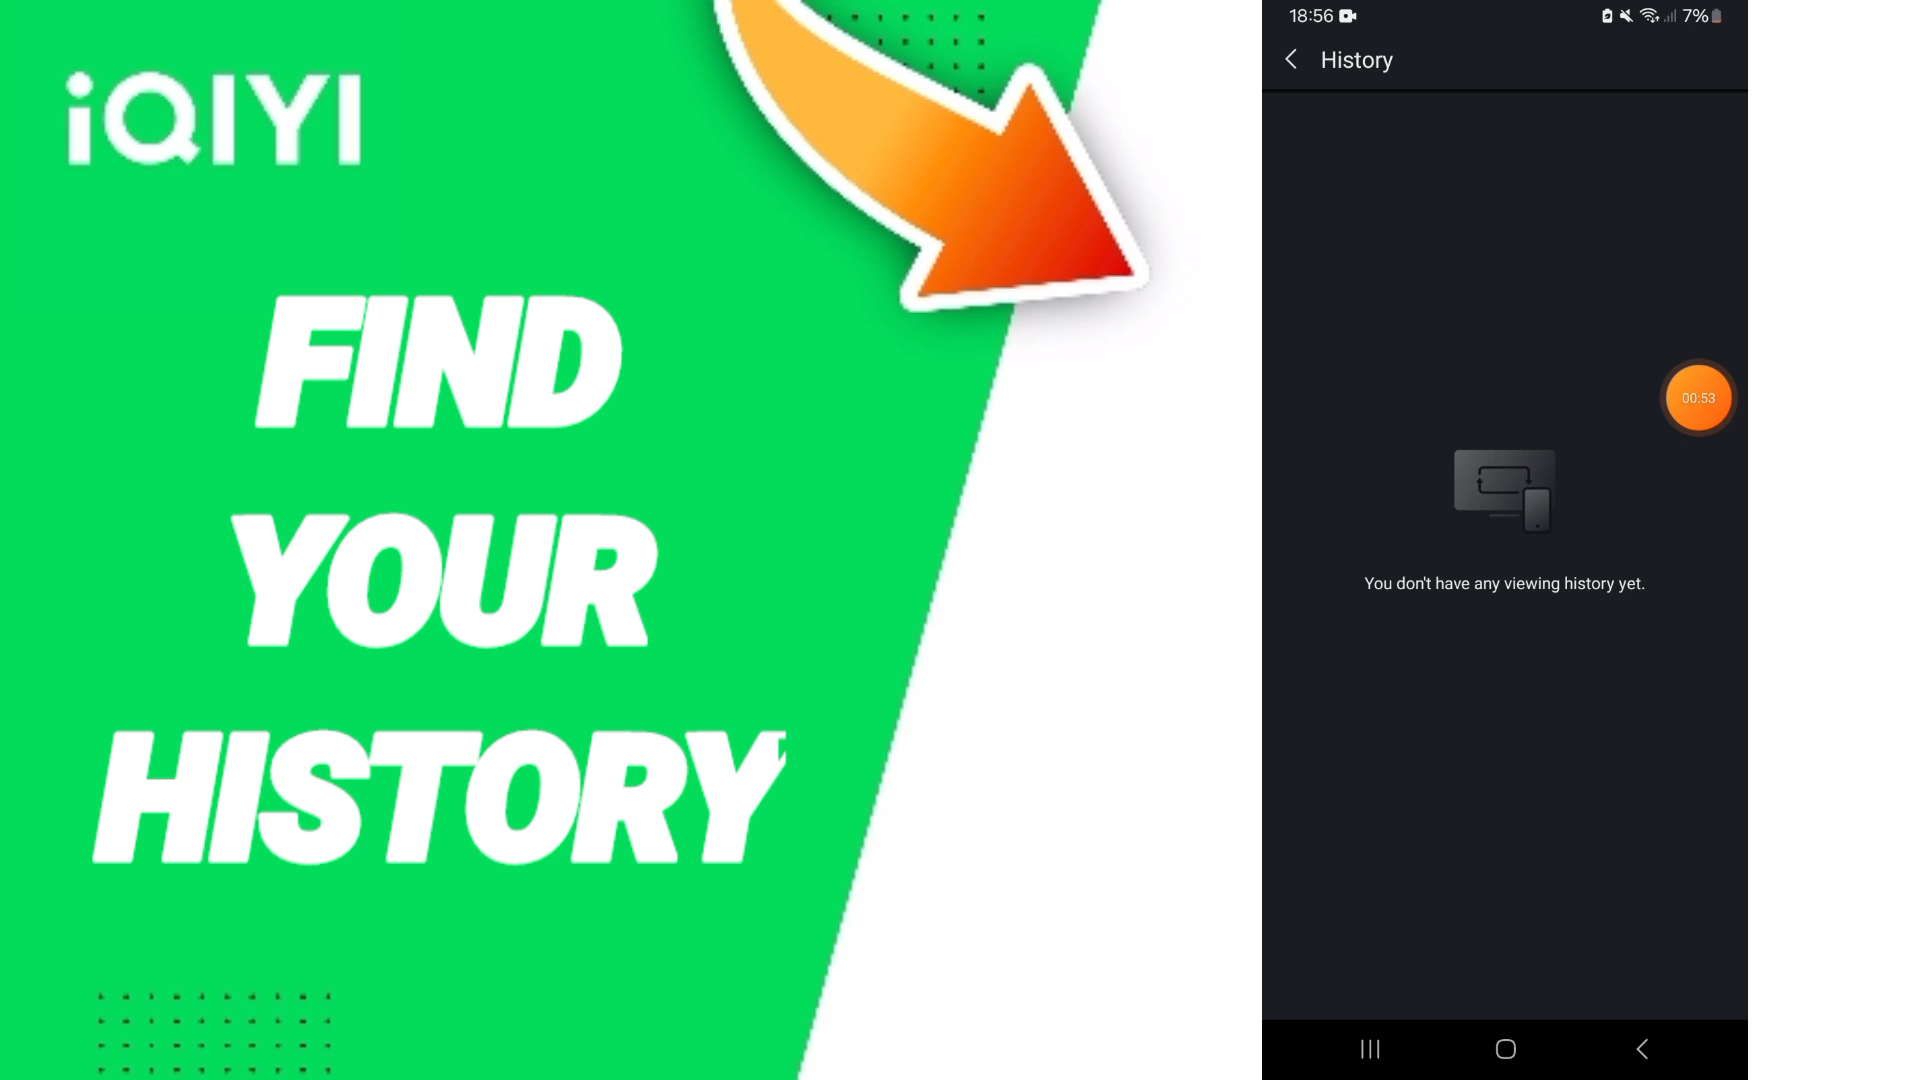 iQIYI
FIND
YOUR
HISTORY
18:56
7%
History
00:53
You don't have any viewing history yet.